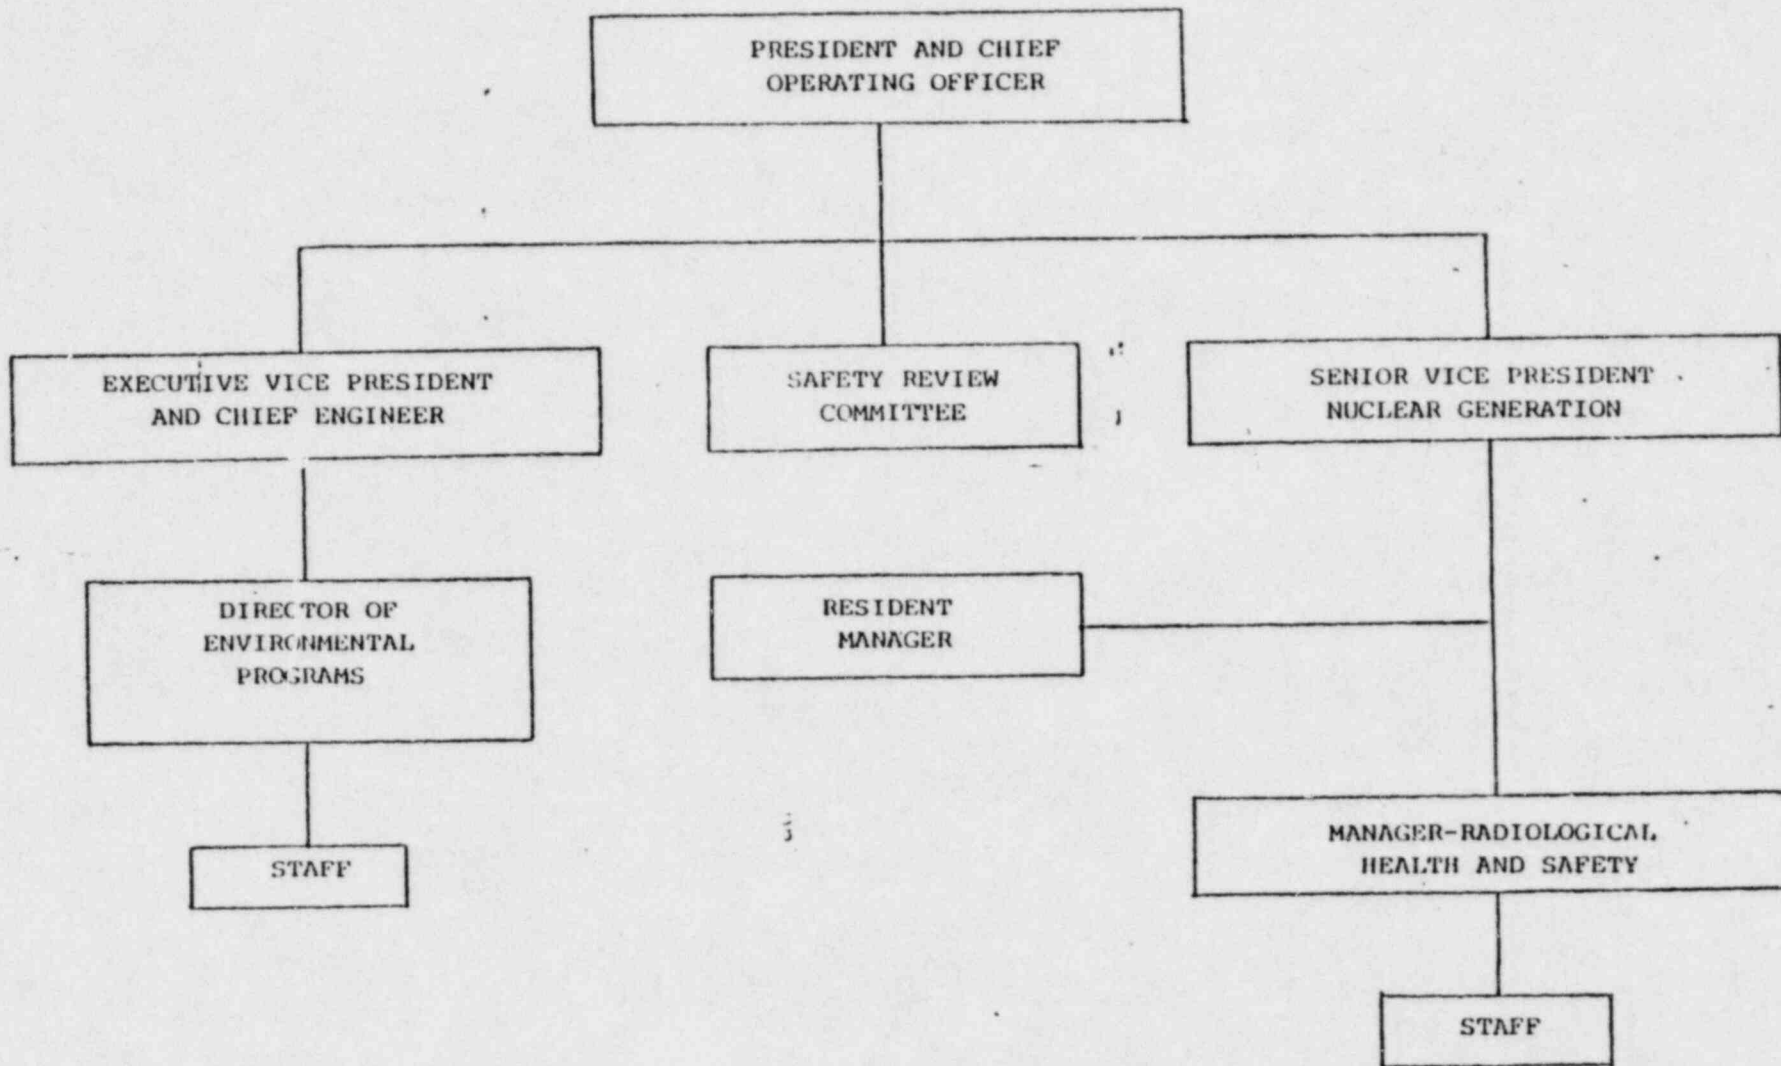 PRESIDENT AND CHIEF
OPERATING OFFICER
EXECUTIVE VICE PRESIDENT
AND CHIEF ENGINEER
SAFETY REVIEW
COMMITTEE
SENIOR VICE PRESIDENT
NUCLEAR GENERATION
DIRECTOR OF
ENVIRONMENTAL
PROGRAMS
RESIDENT
MANAGER
STAFF
MANAGER-RADIOLOGICAL
HEALTH AND SAFETY
STAFF